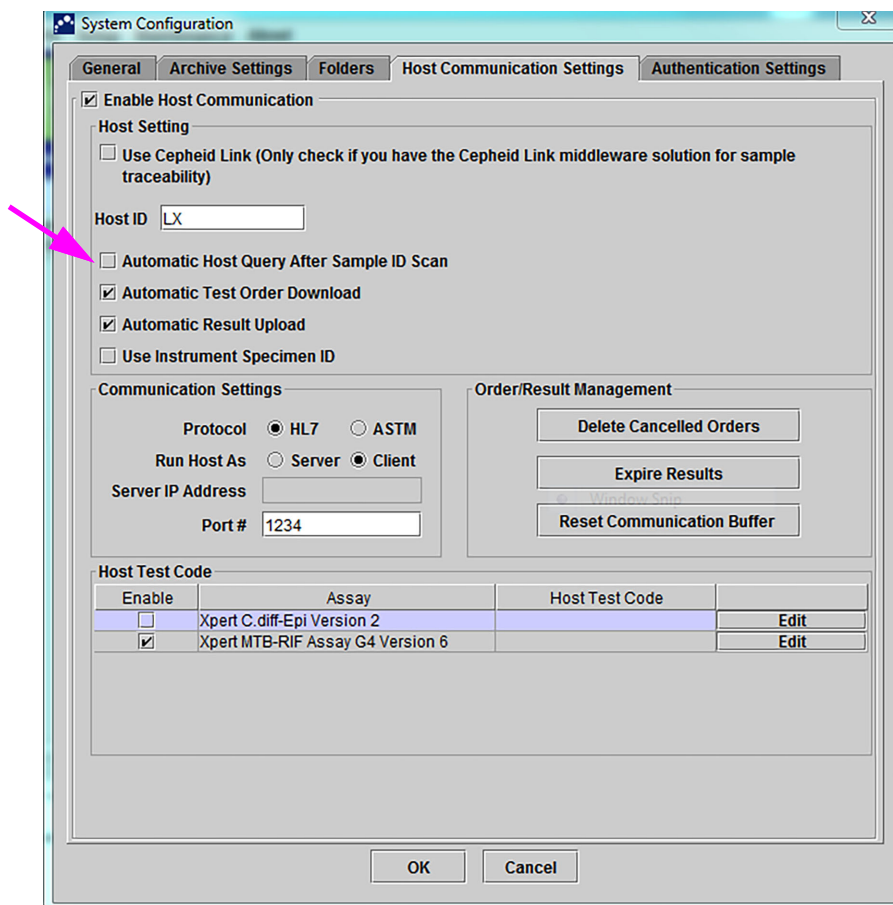 System Configuration
General Archive Settings Folders Host Communication Settings Authentication Settings
Enable Host Communication
Host Setting
Use Cepheid Link (Only check if you have the Cepheid Link middleware solution for sample
traceability)
Host ID LX
Automatic Host Query After Sample ID Scan
Automatic Test Order Download
Automatic Result Upload
Use Instrument Specimen ID
Communication Settings
Protocol HL7 ASTM
Run Host As Server Client
Server IP Address
Port # 1234
Order/Result Management
Delete Cancelled Orders
Expire Results
Window Snip
Reset Communication Buffer
Host Test Code
Enable Assay Host Test Code
Xpert C.diff-Epi Version 2 Edit
Xpert MTB-RIF Assay G4 Version 6 Edit
OK Cancel